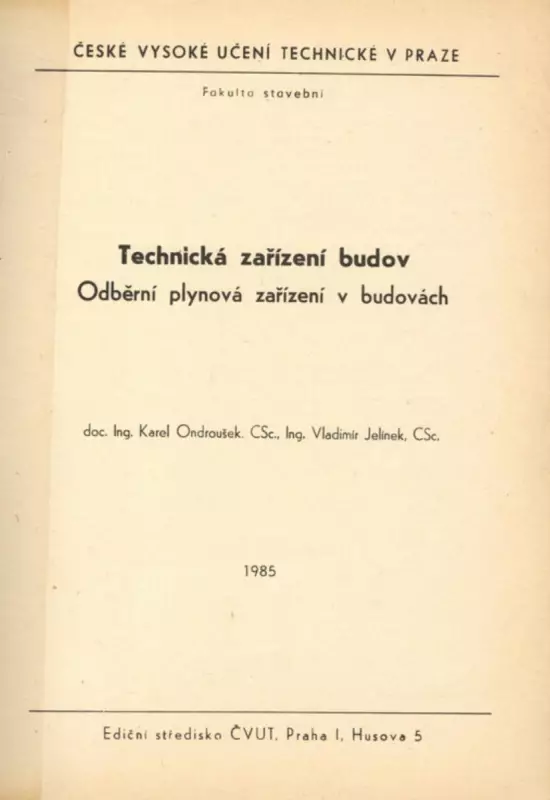 ČESKÉ VYSOKÉ UČENÍ TECHNICKÉ V PRAZE
Fakulta stavební
Technická zařízení budov
Odběrní plynová zařízení v budovách
doc. Ing. Karel Ondroušek. CSc., Ing. Vladimír Jelínek, CSc.
1985
Ediční středisko ČVUT, Praha 1, Husova 5